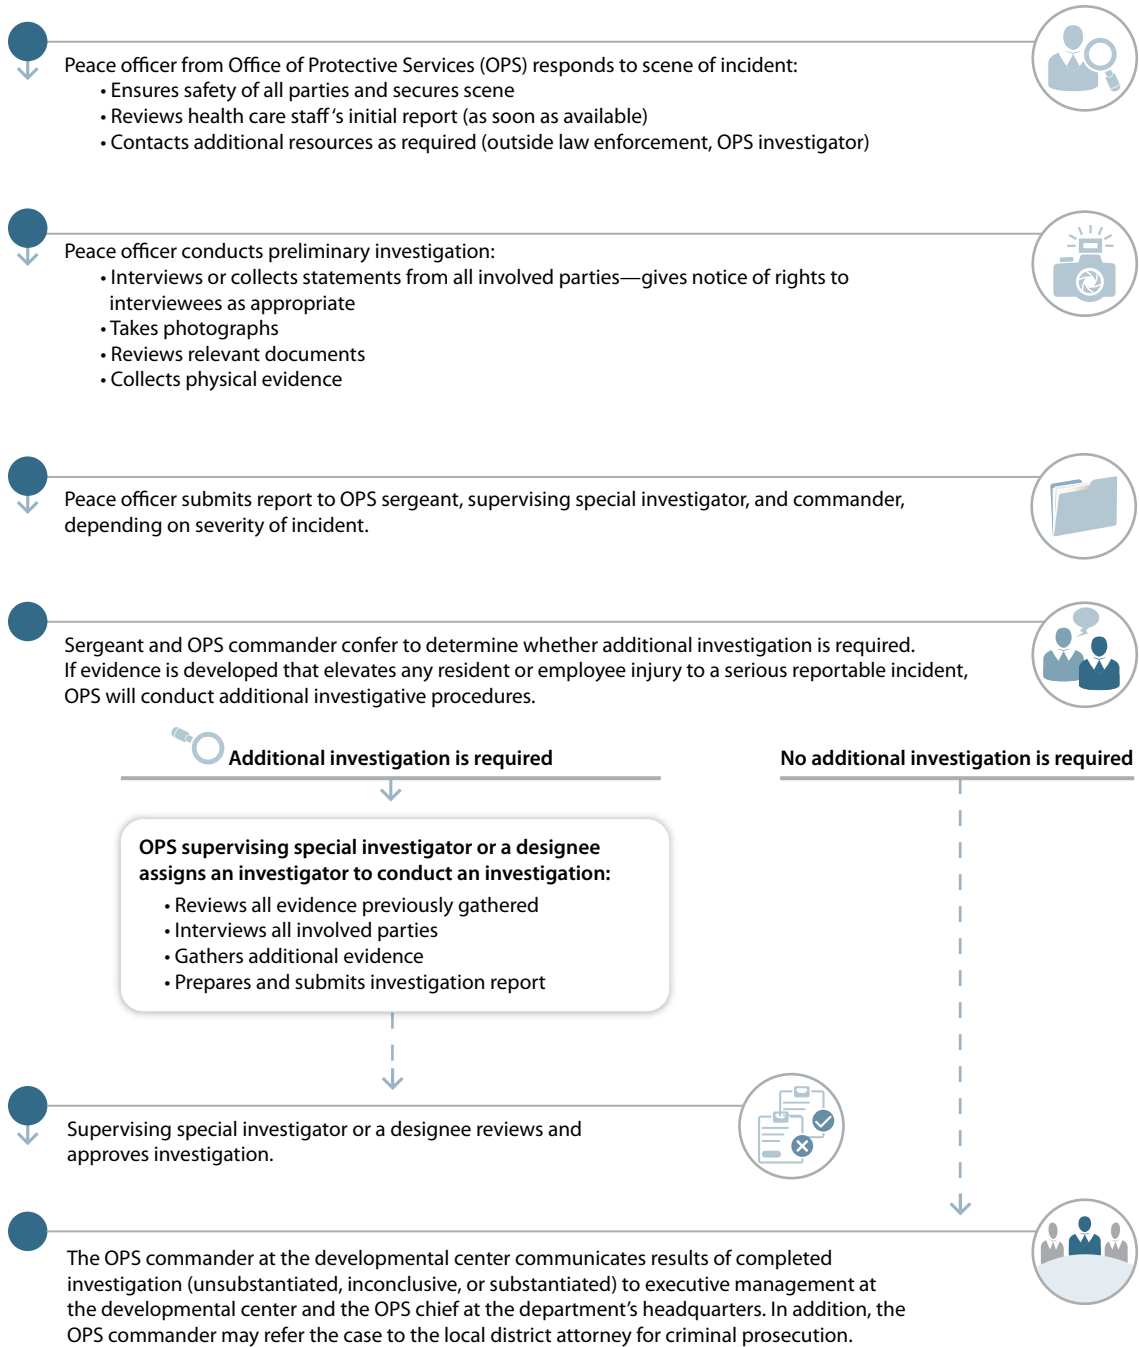 Peace officer from Office of Protective Services (OPS) responds to scene of incident:
• Ensures safety of all parties and secures scene
• Reviews health care staff's initial report (as soon as available)
• Contacts additional resources as required (outside law enforcement, OPS investigator)
Peace officer conducts preliminary investigation:
• Interviews or collects statements from all involved parties—gives notice of rights to
interviewees as appropriate
• Takes photographs
• Reviews relevant documents
• Collects physical evidence
Peace officer submits report to OPS sergeant, supervising special investigator, and commander,
depending on severity of incident.
Sergeant and OPS commander confer to determine whether additional investigation is required.
If evidence is developed that elevates any resident or employee injury to a serious reportable incident,
OPS will conduct additional investigative procedures.
Additional investigation is required
No additional investigation is required
OPS supervising special investigator or a designee
assigns an investigator to conduct an investigation:
• Reviews all evidence previously gathered
• Interviews all involved parties
• Gathers additional evidence
• Prepares and submits investigation report
Supervising special investigator or a designee reviews and
approves investigation.
The OPS commander at the developmental center communicates results of completed
investigation (unsubstantiated, inconclusive, or substantiated) to executive management at
the developmental center and the OPS chief at the department's headquarters. In addition, the
OPS commander may refer the case to the local district attorney for criminal prosecution.